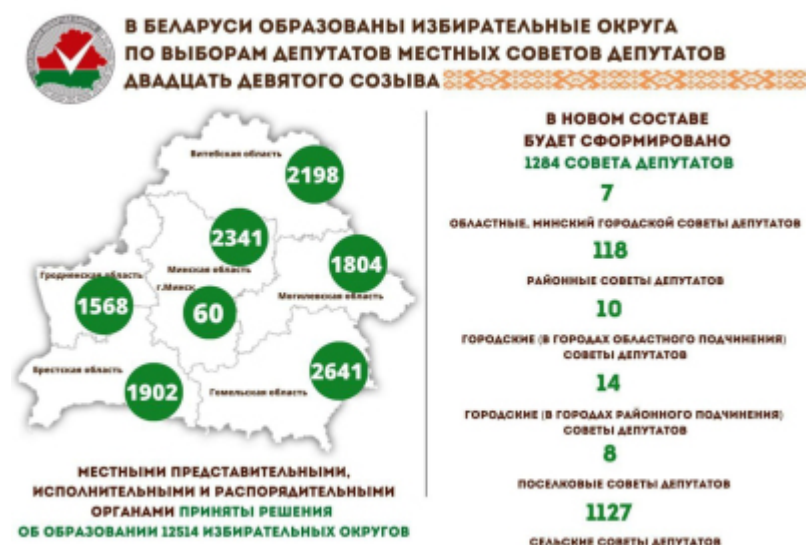 В БЕЛАРУСИ ОБРАЗОВАНЫ ИЗБИРАТЕЛЬНЫЕ ОКРУГА
ПО ВЫБОРАМ ДЕПУТАТОВ МЕСТНЫХ СОВЕТОВ ДЕПУТАТОВ
ДВАДЦАТЬ ДЕВЯТОГО СОЗЫВА
Витебская область
2198
2341
Минская область
1804
Могилевская область
Гродненская область
1568
г.Минск
60
Брестская область
1902
Гомельская область
2641
МЕСТНЫМИ ПРЕДСТАВИТЕЛЬНЫМИ,
ИСПОЛНИТЕЛЬНЫМИ И РАСПОРЯДИТЕЛЬНЫМИ
ОРГАНАМИ ПРИНЯТЫ РЕШЕНИЯ
ОБ ОБРАЗОВАНИИ 12514 ИЗБИРАТЕЛЬНЫХ ОКРУГОВ
В НОВОМ СОСТАВЕ
БУДЕТ СФОРМИРОВАНО
1284 СОВЕТА ДЕПУТАТОВ
7
ОБЛАСТНЫЕ, МИНСКИЙ ГОРОДСКОЙ СОВЕТЫ ДЕПУТАТОВ
118
РАЙОННЫЕ СОВЕТЫ ДЕПУТАТОВ
10
ГОРОДСКИЕ (В ГОРОДАХ ОБЛАСТНОГО ПОДЧИНЕНИЯ)
СОВЕТЫ ДЕПУТАТОВ
14
ГОРОДСКИЕ (В ГОРОДАХ РАЙОННОГО ПОДЧИНЕНИЯ)
СОВЕТЫ ДЕПУТАТОВ
8
ПОСЕЛКОВЫЕ СОВЕТЫ ДЕПУТАТОВ
1127
СЕЛЬСКИЕ СОВЕТЫ ДЕПУТАТОВ